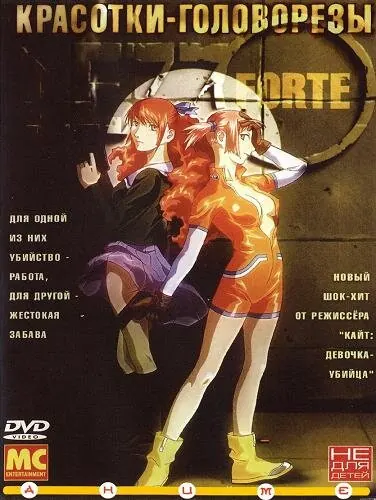 КРАСОТКИ-ГОЛОВОРЕЗЫ
FORTE
ДЛЯ ОДНОЙ
ИЗ НИХ
УБИЙСТВО -
РАБОТА,
ДЛЯ ДРУГОЙ -
ЖЕСТОКАЯ
ЗАБАВА
НОВЫЙ
ШОК-ХИТ
ОТ РЕЖИССЁРА
"КАЙТ:
ДЕВОЧКА-
УБИЙЦА"
DVD
VIDEO
MC
ENTERTAINMENT
НЕ
ДЛЯ
ДЕТЕЙ
АНИМЕ